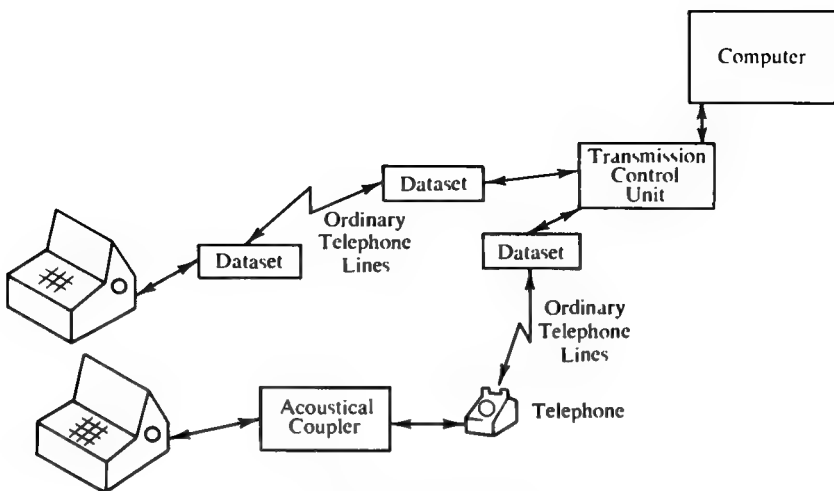 Computer
Transmission
Control
Unit
Dataset
Ordinary
Telephone
Lines
Dataset
Dataset
Ordinary
Telephone
Lines
Telephone
Acoustical
Coupler